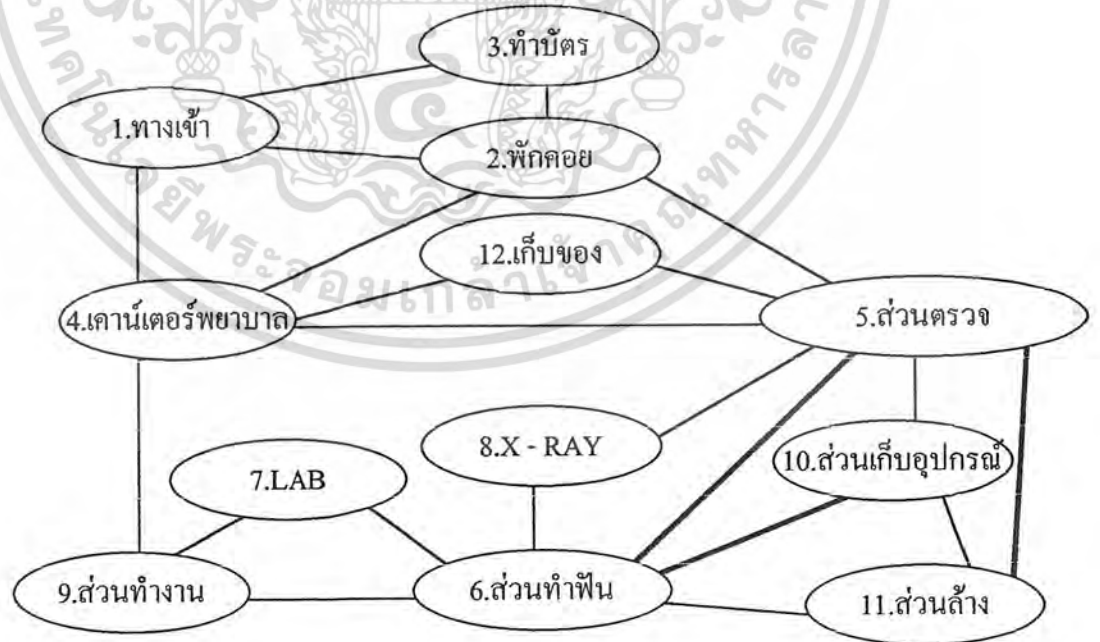 3.ทำบัตร
1.ทางเข้า
2.พักคอย
12.เก็บของ
4.เคาน์เตอร์พยาบาล
5.ส่วนตรวจ
8.X - RAY
10.ส่วนเก็บอุปกรณ์
7.LAB
9.ส่วนทำงาน
6.ส่วนทำฟัน
11.ส่วนล้าง